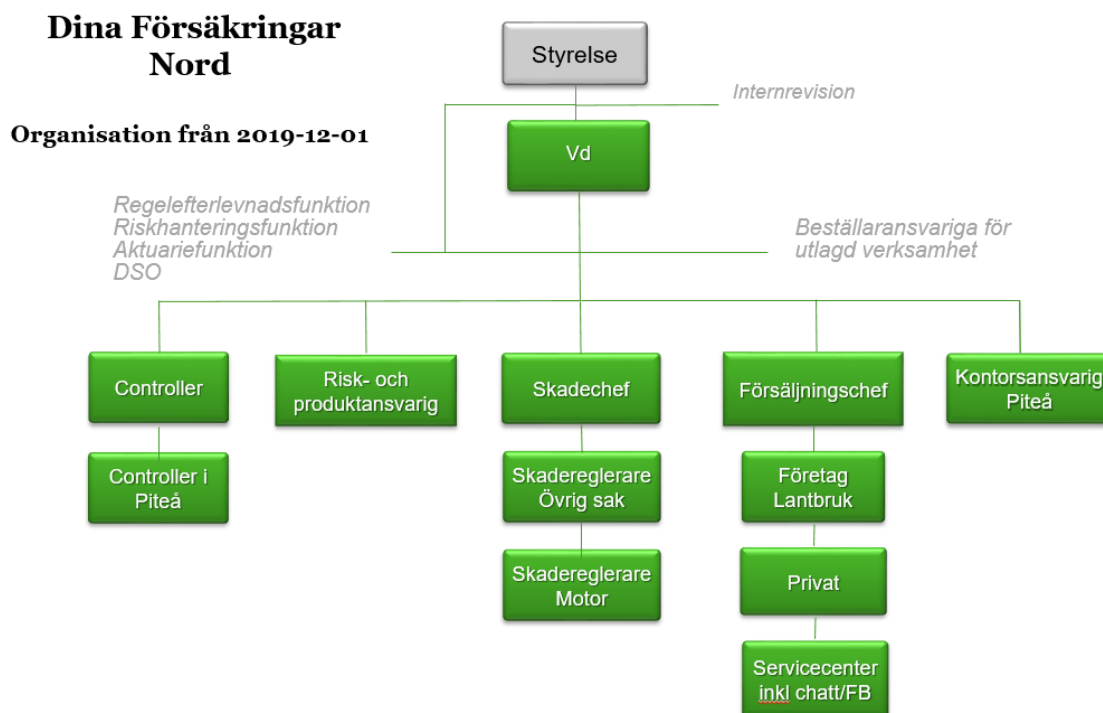 Dina Försäkringar
Nord
Organisation från 2019-12-01
Styrelse
Internrevision
Vd
Regelefterlevnadsfunktion
Riskhanteringsfunktion
Aktuariefunktion
DSO
Beställaransvariga för
utlagd verksamhet
Controller
Risk- och
produktansvarig
Skadechef
Försäljningschef
Kontorsansvarig
Piteå
Controller i
Piteå
Skadereglerare
Övrig sak
Företag
Lantbruk
Skadereglerare
Motor
Privat
Servicecenter
inkl chatt/FB